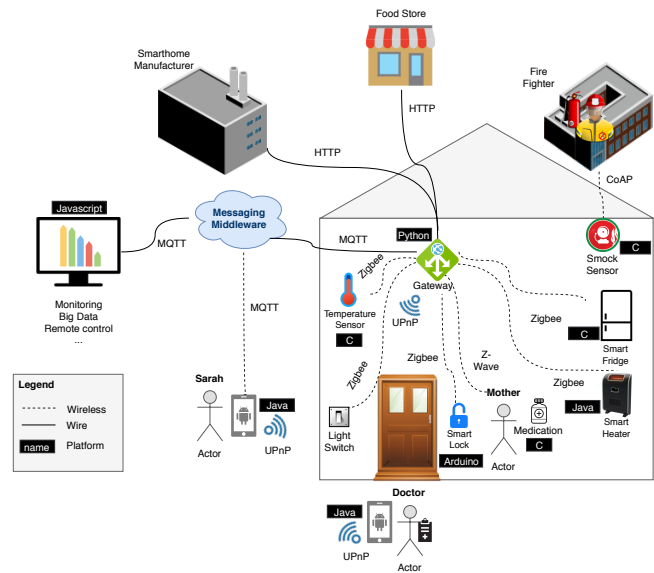 Food Store
Smarthome
Manufacturer
Fire
Fighter
HTTP
HTTP
CoAP
Javascript
Messaging
Middleware
MQTT
MQTT
Python
C
Smock
Sensor
Zigbee
Gateway
Monitoring
Big Data
Remote control
...
MQTT
Temperature
Sensor
C
UPnP
Zigbee
C
Smart
Fridge
Zigbee
Zigbee
Z-
Wave
Zigbee
Legend
Wireless
Wire
name
Platform
Sarah
Java
UPnP
Actor
Light
Switch
Smart
Lock
Arduino
Mother
Actor
Medication
C
Java
Smart
Heater
Doctor
Java
UPnP
Actor